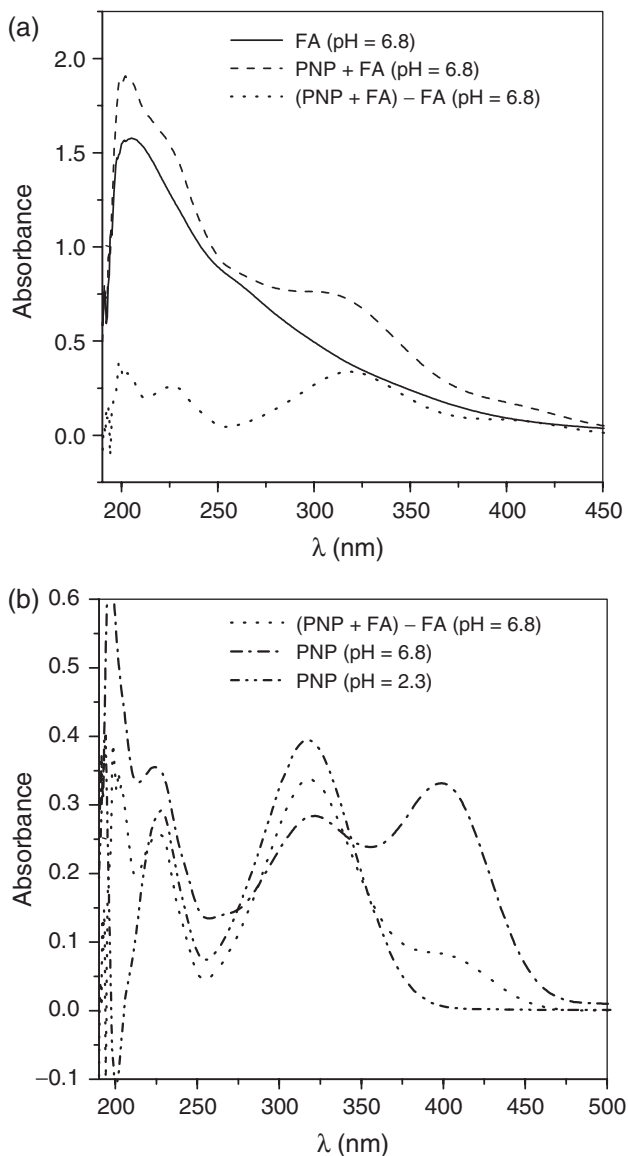 (a)
FA (pH = 6.8)
PNP + FA (pH = 6.8)
(PNP + FA) – FA (pH = 6.8)
2.0
1.5
1.0
0.5
0.0
Absorbance
200 250 300 350 400 450
λ (nm)
(b)
(PNP + FA) – FA (pH = 6.8)
PNP (pH = 6.8)
PNP (pH = 2.3)
0.6
0.5
0.4
0.3
0.2
0.1
0.0
–0.1
Absorbance
200 250 300 350 400 450 500
λ (nm)